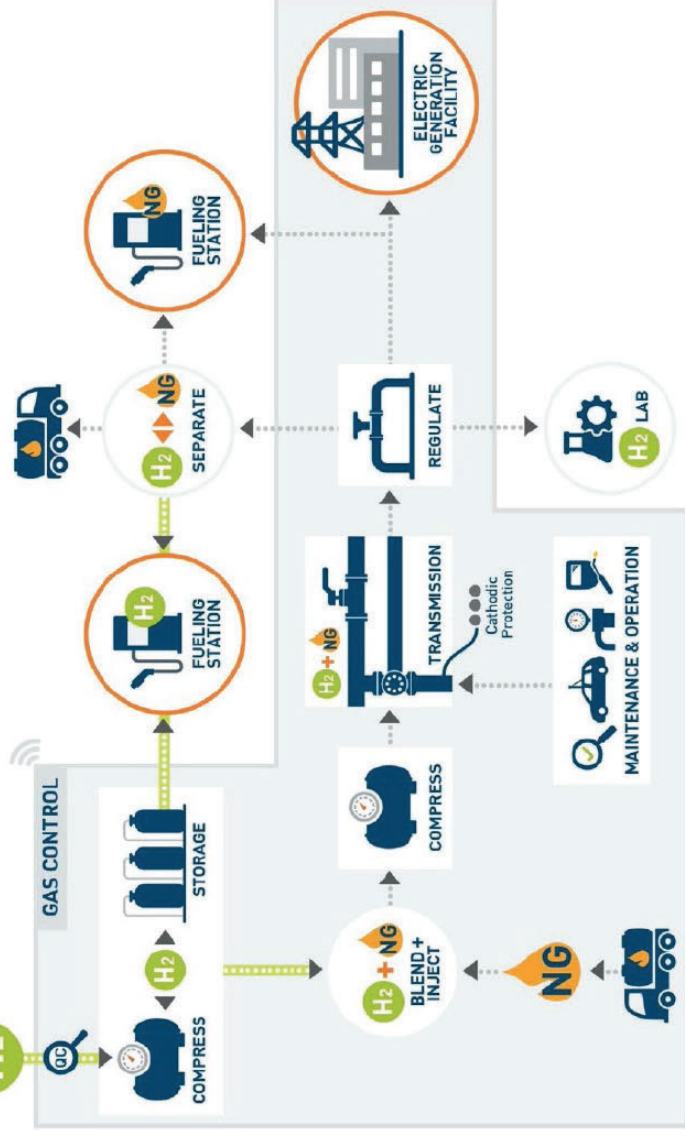 GAS CONTROL
QC
COMPRESS
H2
STORAGE
H2
FUELING
STATION
H2 NG
SEPARATE
NG
FUELING
STATION
H2 + NG
BLEND +
INJECT
COMPRESS
H2 + NG
TRANSMISSION
Cathodic
Protection
REGULATE
ELECTRIC
GENERATION
FACILITY
NG
MAINTENANCE & OPERATION
H2 LAB